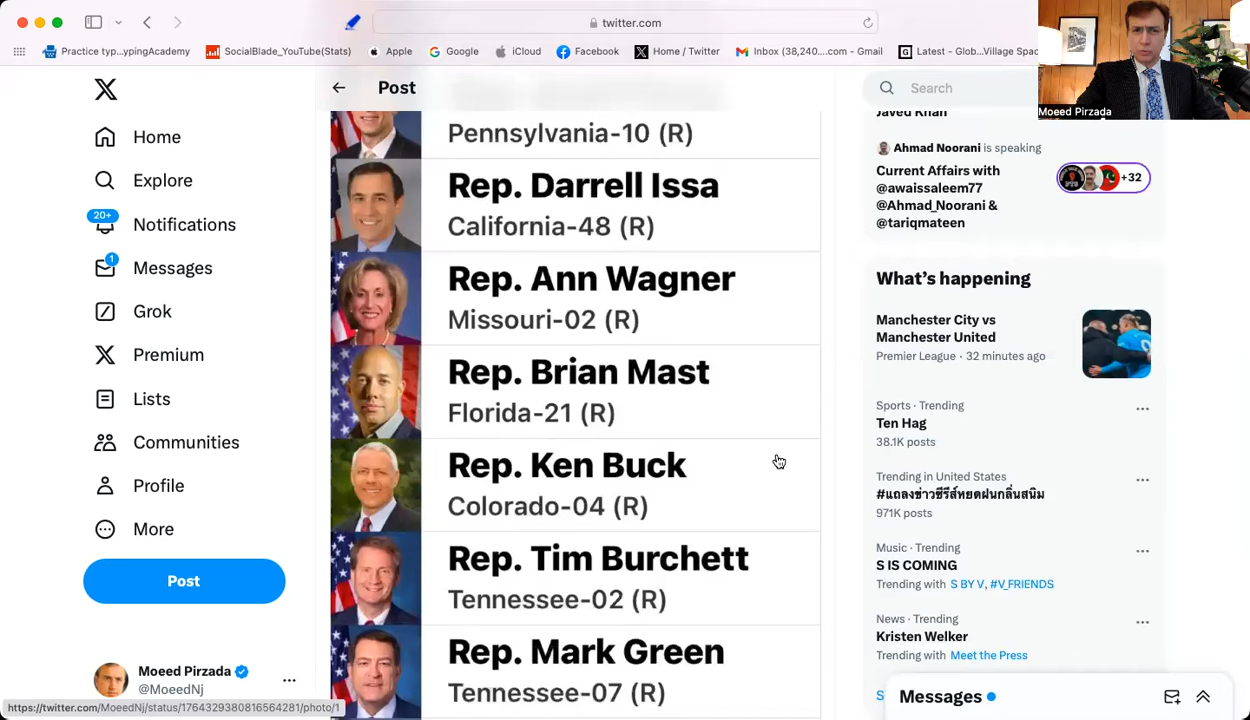 twitter.com
Practice typ...ypingAcademy
SocialBlade_YouTube(Stats)
Apple
Google
iCloud
Facebook
Home / Twitter
Inbox (38,240....com - Gmail
Latest - Glob...Village Spac
Moeed Pirzada
Home
Explore
20+
Notifications
1
Messages
Grok
Premium
Lists
Communities
Profile
More
Post
Moeed Pirzada
@MoeedNj
https://twitter.com/MoeedNj/status/1764329380816564281/photo/1
Post
Pennsylvania-10 (R)
Rep. Darrell Issa
California-48 (R)
Rep. Ann Wagner
Missouri-02 (R)
Rep. Brian Mast
Florida-21 (R)
Rep. Ken Buck
Colorado-04 (R)
Rep. Tim Burchett
Tennessee-02 (R)
Rep. Mark Green
Tennessee-07 (R)
Search
Javed Khan
Ahmad Noorani is speaking
Current Affairs with
@awaissaleem77
@Ahmad_Noorani &
@tariqmateen
+32
What's happening
Manchester City vs
Manchester United
Premier League · 32 minutes ago
Sports · Trending
Ten Hag
38.1K posts
Trending in United States
#แถลงข่าวซีรีส์หยดฝนกลิ่นสนิม
971K posts
Music · Trending
S IS COMING
Trending with S BY V, #V_FRIENDS
News · Trending
Kristen Welker
Trending with Meet the Press
Messages